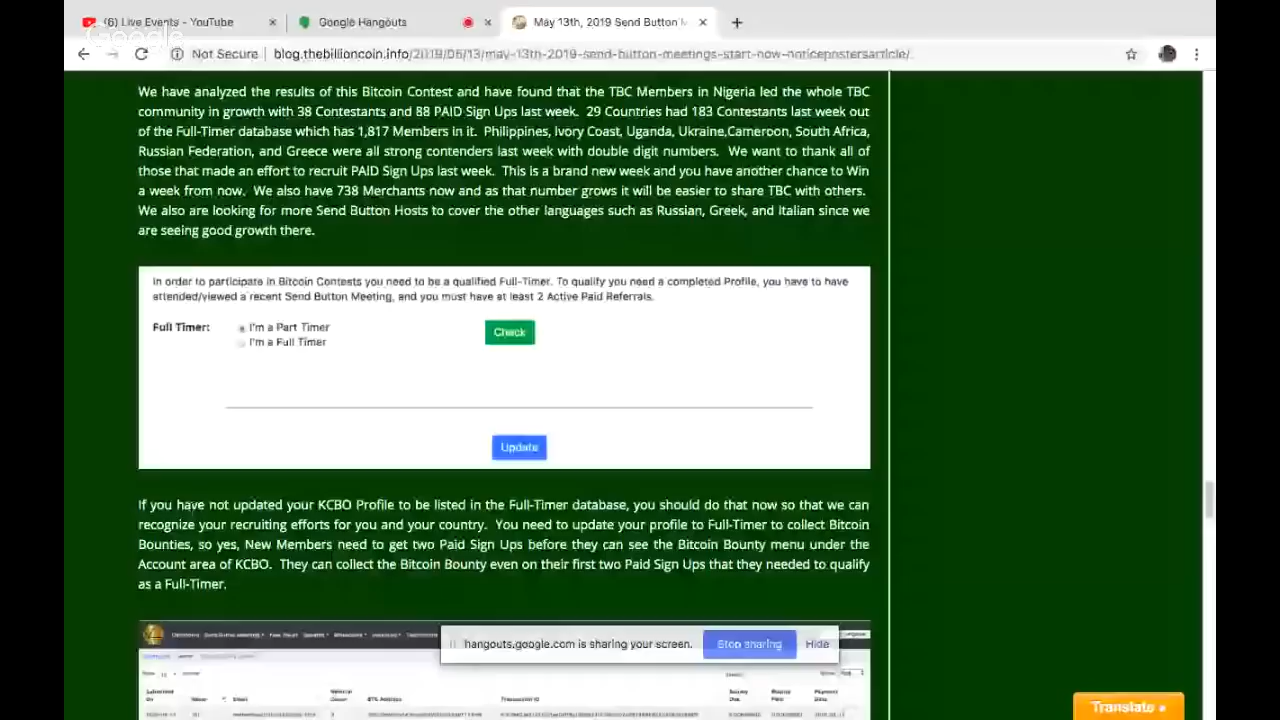 (6) Live Events - YouTube
Google Hangouts
May 13th, 2019 Send Button M
Google
Not Secure
blog.thebillioncoin.info/2019/05/13/may-13th-2019-send-button-meetings-start-now-noticepostersarticle/
We have analyzed the results of this Bitcoin Contest and have found that the TBC Members in Nigeria led the whole TBC
community in growth with 38 Contestants and 88 PAID Sign Ups last week. 29 Countries had 183 Contestants last week out
of the Full-Timer database which has 1,817 Members in it. Philippines, Ivory Coast, Uganda, Ukraine,Cameroon, South Africa,
Russian Federation, and Greece were all strong contenders last week with double digit numbers. We want to thank all of
those that made an effort to recruit PAID Sign Ups last week. This is a brand new week and you have another chance to Win
a week from now. We also have 738 Merchants now and as that number grows it will be easier to share TBC with others.
We also are looking for more Send Button Hosts to cover the other languages such as Russian, Greek, and Italian since we
are seeing good growth there.
In order to participate in Bitcoin Contests you need to be a qualified Full-Timer. To qualify you need a completed Profile, you have to have
attended/viewed a recent Send Button Meeting, and you must have at least 2 Active Paid Referrals.
Full Timer:
I'm a Part Timer
Check
I'm a Full Timer
Update
If you have not updated your KCBO Profile to be listed in the Full-Timer database, you should do that now so that we can
recognize your recruiting efforts for you and your country. You need to update your profile to Full-Timer to collect Bitcoin
Bounties, so yes, New Members need to get two Paid Sign Ups before they can see the Bitcoin Bounty menu under the
Account area of KCBO. They can collect the Bitcoin Bounty even on their first two Paid Sign Ups that they needed to qualify
as a Full-Timer.
hangouts.google.com is sharing your screen.
Stop sharing
Hide
Translate »